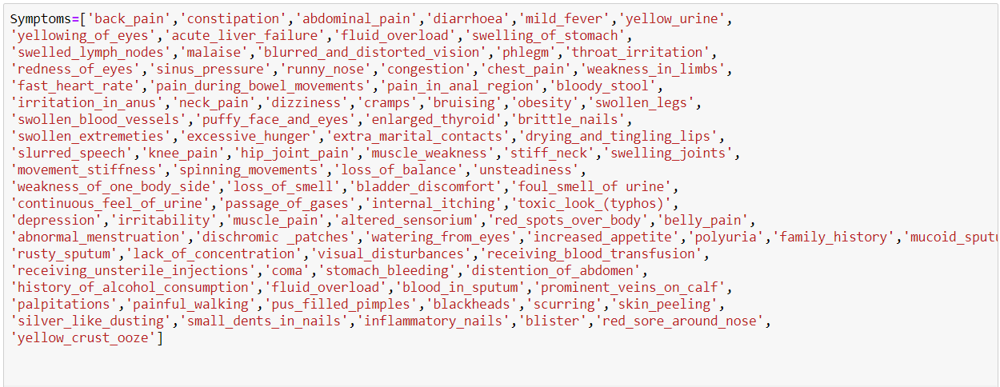 Symptoms=['back_pain','constipation','abdominal_pain','diarrhoea','mild_fever','yellow_urine',
'yellowing_of_eyes','acute_liver_failure','fluid_overload','swelling_of_stomach',
'swelled_lymph_nodes','malaise','blurred_and_distorted_vision','phlegm','throat_irritation',
'redness_of_eyes','sinus_pressure','runny_nose','congestion','chest_pain','weakness_in_limbs',
'fast_heart_rate','pain_during_bowel_movements','pain_in_anal_region','bloody_stool',
'irritation_in_anus','neck_pain','dizziness','cramps','bruising','obesity','swollen_legs',
'swollen_blood_vessels','puffy_face_and_eyes','enlarged_thyroid','brittle_nails',
'swollen_extremeties','excessive_hunger','extra_marital_contacts','drying_and_tingling_lips',
'slurred_speech','knee_pain','hip_joint_pain','muscle_weakness','stiff_neck','swelling_joints',
'movement_stiffness','spinning_movements','loss_of_balance','unsteadiness',
'weakness_of_one_body_side','loss_of_smell','bladder_discomfort','foul_smell_of urine',
'continuous_feel_of_urine','passage_of_gases','internal_itching','toxic_look_(typhos)',
'depression','irritability','muscle_pain','altered_sensorium','red_spots_over_body','belly_pain',
'abnormal_menstruation','dischromic _patches','watering_from_eyes','increased_appetite','polyuria','family_history','mucoid_sputu
'rusty_sputum','lack_of_concentration','visual_disturbances','receiving_blood_transfusion',
'receiving_unsterile_injections','coma','stomach_bleeding','distention_of_abdomen',
'history_of_alcohol_consumption','fluid_overload','blood_in_sputum','prominent_veins_on_calf',
'palpitations','painful_walking','pus_filled_pimples','blackheads','scurring','skin_peeling',
'silver_like_dusting','small_dents_in_nails','inflammatory_nails','blister','red_sore_around_nose',
'yellow_crust_ooze']